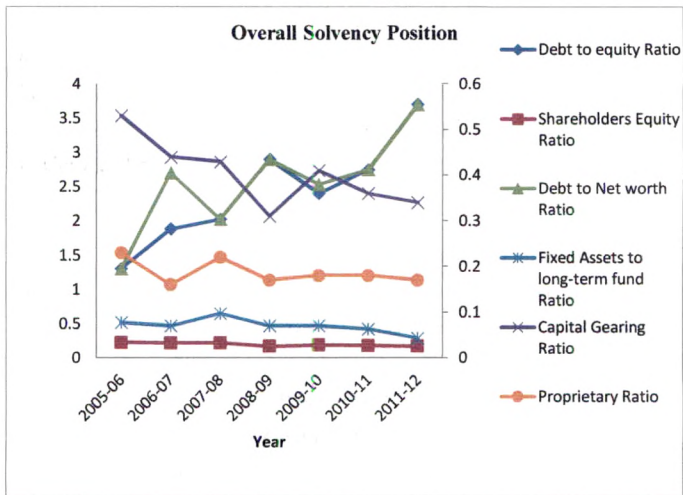 Overall Solvency Position
4
3.5
3
2.5
2
1.5
1
0.5
0
0.6
0.5
0.4
0.3
0.2
0.1
0
2005-06
2006-07
2007-08
2008-09
2009-10
2010-11
2011-12
Year
Debt to equity Ratio
Shareholders Equity
Ratio
Debt to Net worth
Ratio
Fixed Assets to
long-term fund
Ratio
Capital Gearing
Ratio
Proprietary Ratio